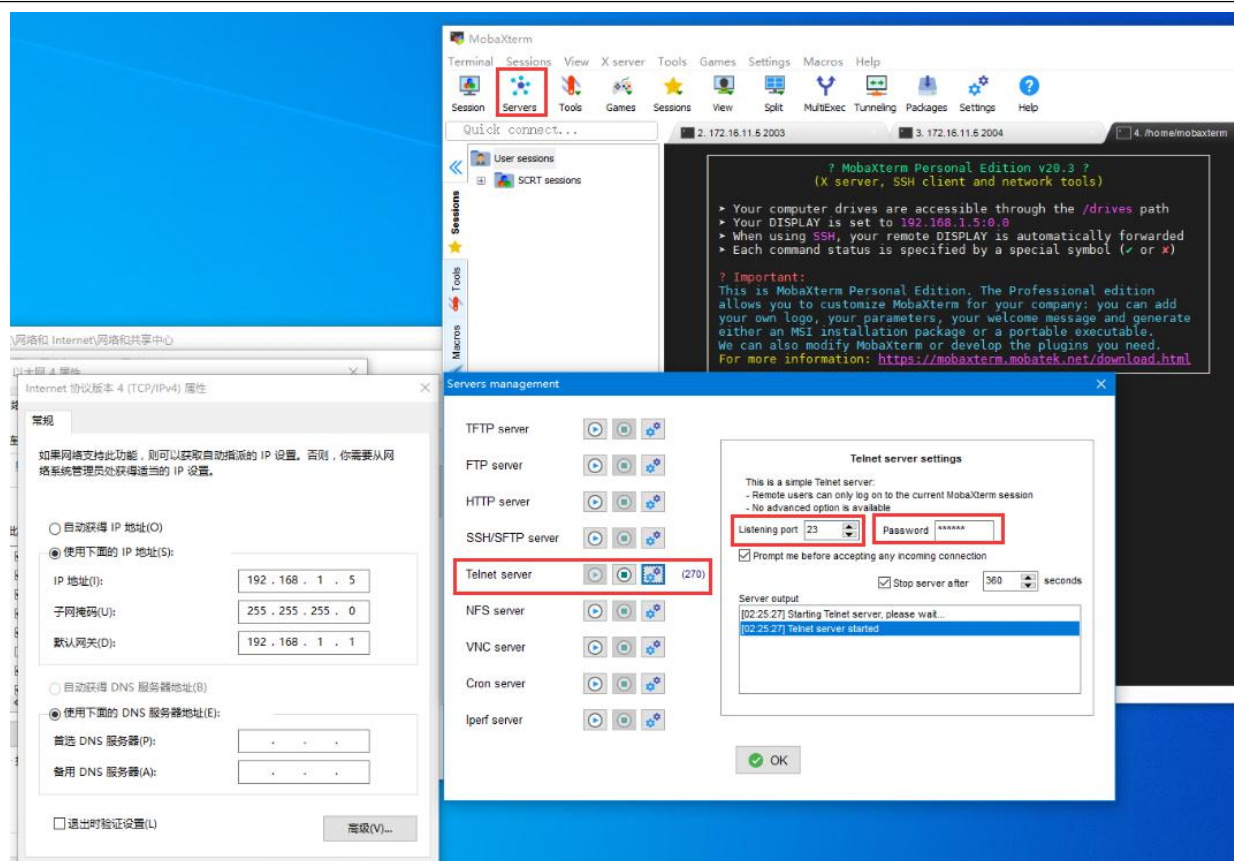 MobaXterm
Terminal Sessions View X server Tools Games Settings Macros Help
Session Servers Tools Games Sessions View Split MultiExec Tunneling Packages Settings Help
Quick connect...
2. 172.16.11.5 2003
3. 172.16.11.6 2004
4. /home/mobaxterm
User sessions
SCRT sessions
Sessions
Tools
Macros
? MobaXterm Personal Edition v20.3 ?
(X server, SSH client and network tools)
➤ Your computer drives are accessible through the /drives path
➤ Your DISPLAY is set to 192.168.1.5:0.0
➤ When using SSH, your remote DISPLAY is automatically forwarded
➤ Each command status is specified by a special symbol (✓ or ✗)
? Important:
This is MobaXterm Personal Edition. The Professional edition
allows you to customize MobaXterm for your company: you can add
your own logo, your parameters, your welcome message and generate
either an MSI installation package or a portable executable.
We can also modify MobaXterm or develop the plugins you need.
For more information: https://mobaxterm.mobatek.net/download.html
\网络和 Internet\网络和共享中心
以太网 4 属性
Internet 协议版本 4 (TCP/IPv4) 属性
常规
如果网络支持此功能，则可以获取自动指派的 IP 设置。否则，你需要从网
络系统管理员处获得适当的 IP 设置。
自动获得 IP 地址(O)
使用下面的 IP 地址(S):
IP 地址(I): 192 . 168 . 1 . 5
子网掩码(U): 255 . 255 . 255 . 0
默认网关(D): 192 . 168 . 1 . 1
自动获得 DNS 服务器地址(B)
使用下面的 DNS 服务器地址(E):
首选 DNS 服务器(P): . . .
备用 DNS 服务器(A): . . .
退出时验证设置(L)
高级(V)...
Servers management
TFTP server
FTP server
HTTP server
SSH/SFTP server
Telnet server (270)
NFS server
VNC server
Cron server
Iperf server
Telnet server settings
This is a simple Telnet server:
- Remote users can only log on to the current MobaXterm session
- No advanced option is available
Listening port 23 Password ******
Prompt me before accepting any incoming connection
Stop server after 360 seconds
Server output
[02:25:27] Starting Telnet server, please wait...
[02:25:27] Telnet server started
OK